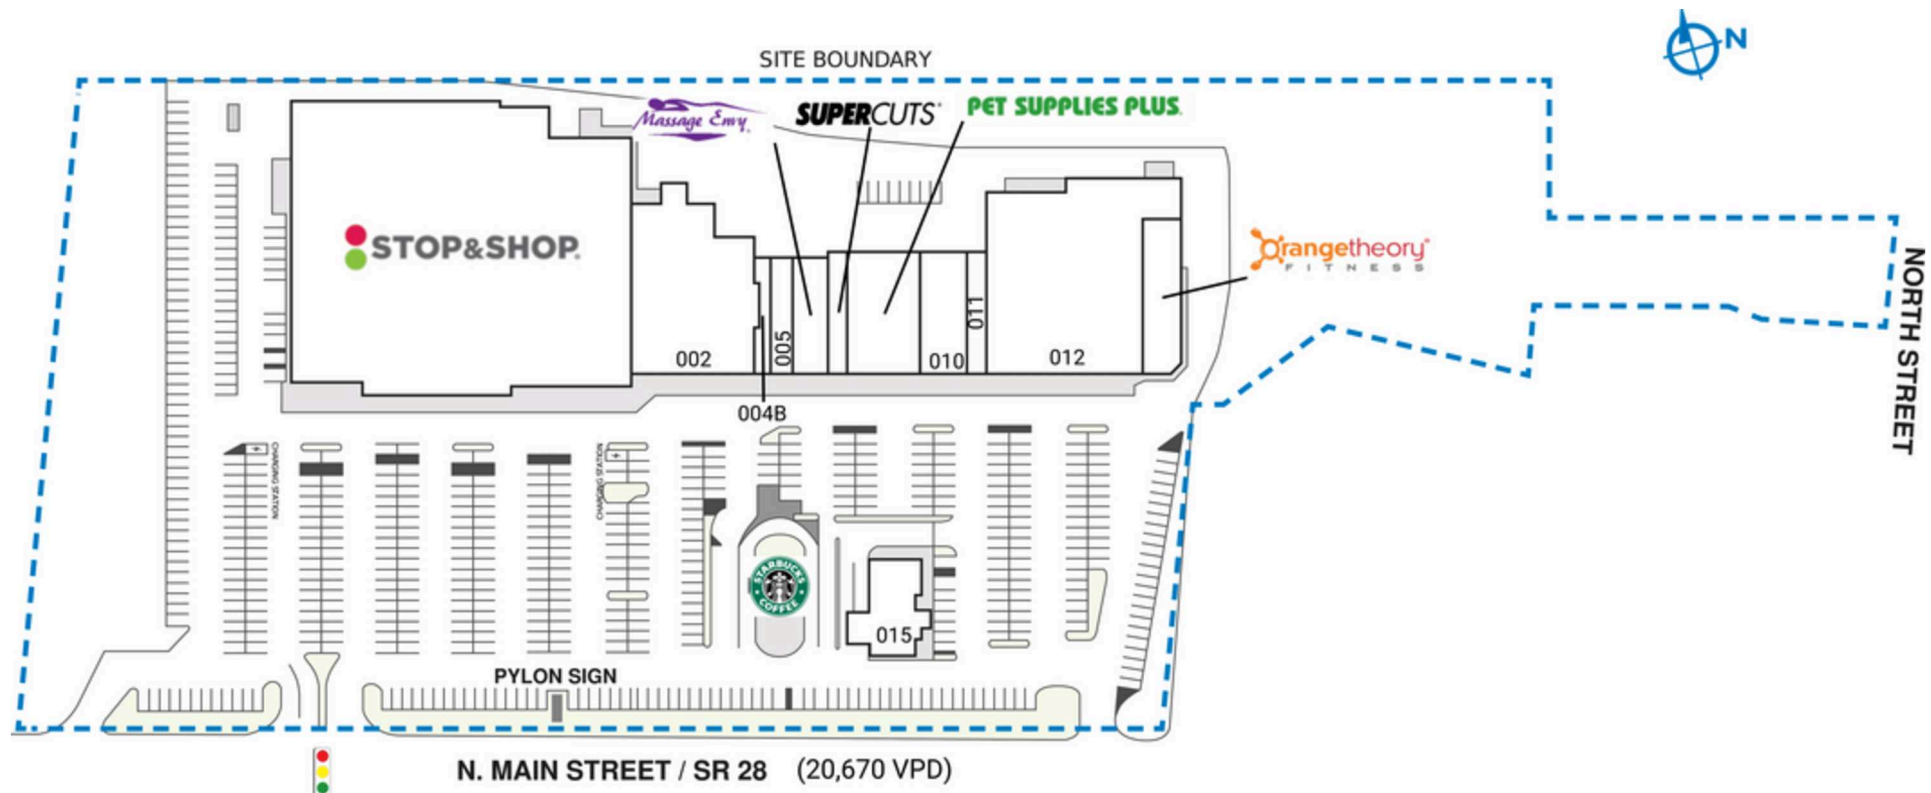 N
SITE BOUNDARY
Massage Envy
SUPERCUTS
PET SUPPLIES PLUS
STOP&SHOP
Orangetheory
FITNESS
NORTH STREET
002
005
010
011
012
004B
CHARGING STATION
CHARGING STATION
STARBUCKS
COFFEE
015
PYLON SIGN
N. MAIN STREET / SR 28 (20,670 VPD)